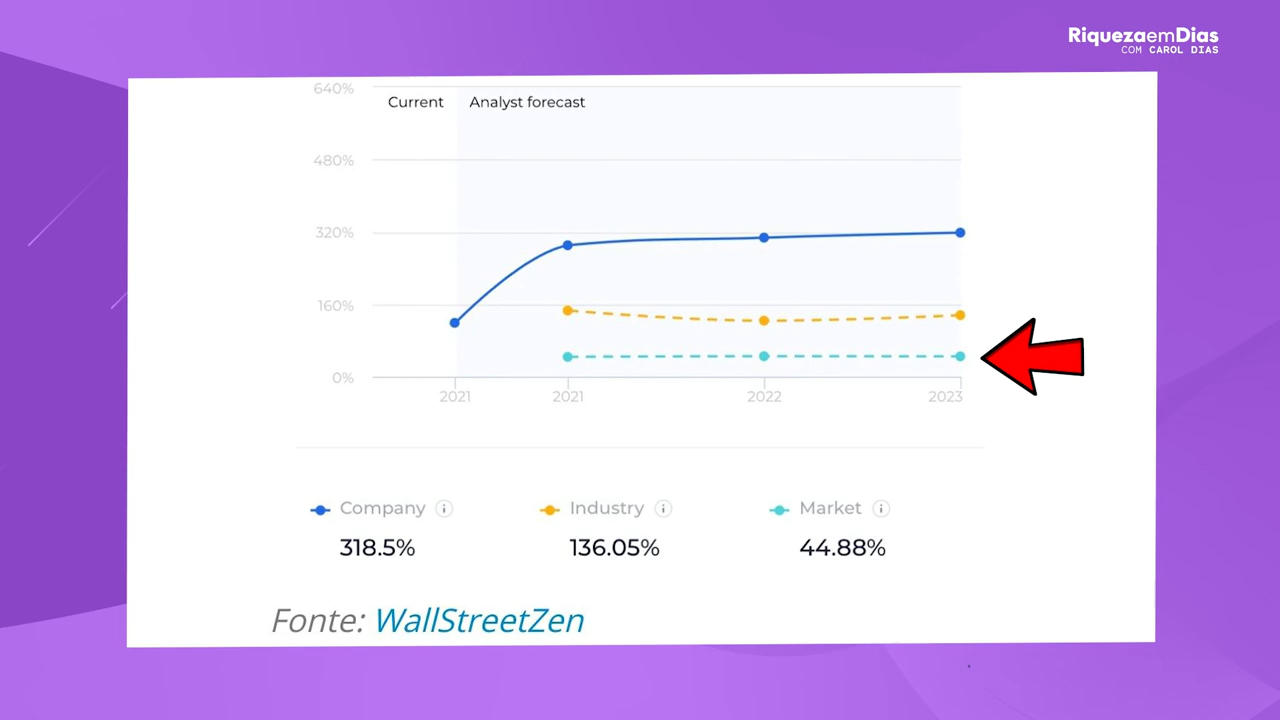 RiquezaemDias
COM CAROL DIAS
640%
Current Analyst forecast
480%
320%
160%
0%
2021 2021 2022 2023
Company i Industry i Market i
318.5% 136.05% 44.88%
Fonte: WallStreetZen